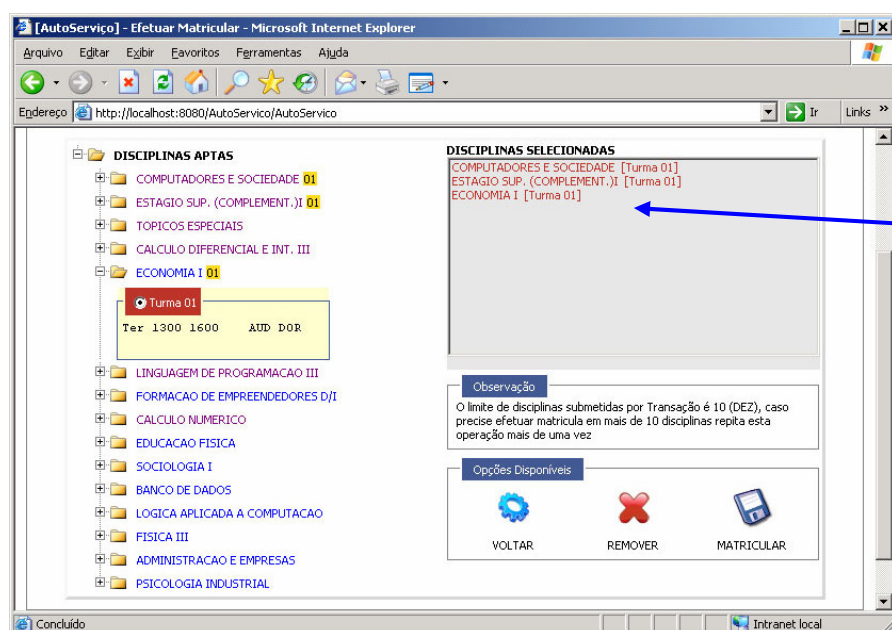 [AutoServiço] - Efetuar Matricular - Microsoft Internet Explorer
Arquivo Editar Exibir Favoritos Ferramentas Ajuda
Endereço http://localhost:8080/AutoServico/AutoServico Ir Links »
DISCIPLINAS APTAS
COMPUTADORES E SOCIEDADE 01
ESTAGIO SUP. (COMPLEMENT.)I 01
TOPICOS ESPECIAIS
CALCULO DIFERENCIAL E INT. III
ECONOMIA I 01
Turma 01
Ter 1300 1600 AUD DOR
LINGUAGEM DE PROGRAMACAO III
FORMACAO DE EMPREENDEDORES D/I
CALCULO NUMERICO
EDUCACAO FISICA
SOCIOLOGIA I
BANCO DE DADOS
LOGICA APLICADA A COMPUTACAO
FISICA III
ADMINISTRACAO E EMPRESAS
PSICOLOGIA INDUSTRIAL
DISCIPLINAS SELECIONADAS
COMPUTADORES E SOCIEDADE [Turma 01]
ESTAGIO SUP. (COMPLEMENT.)I [Turma 01]
ECONOMIA I [Turma 01]
Observação
O limite de disciplinas submetidas por Transação é 10 (DEZ), caso
precise efetuar matricula em mais de 10 disciplinas repita esta
operação mais de uma vez
Opções Disponíveis
VOLTAR REMOVER MATRICULAR
Concluído Intranet local